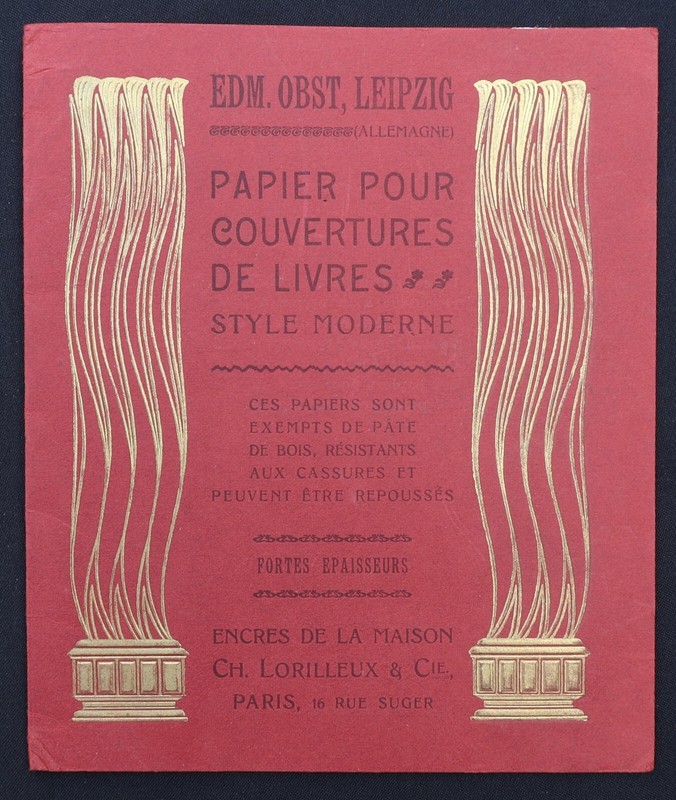 EDM. OBST, LEIPZIG
(ALLEMAGNE)
PAPIER POUR
COUVERTURES
DE LIVRES
STYLE MODERNE
CES PAPIERS SONT
EXEMPTS DE PÂTE
DE BOIS, RÉSISTANTS
AUX CASSURES ET
PEUVENT ÊTRE REPOUSSÉS
FORTES EPAISSEURS
ENCRES DE LA MAISON
CH. LORILLEUX & CIE.,
PARIS, 16 RUE SUGER